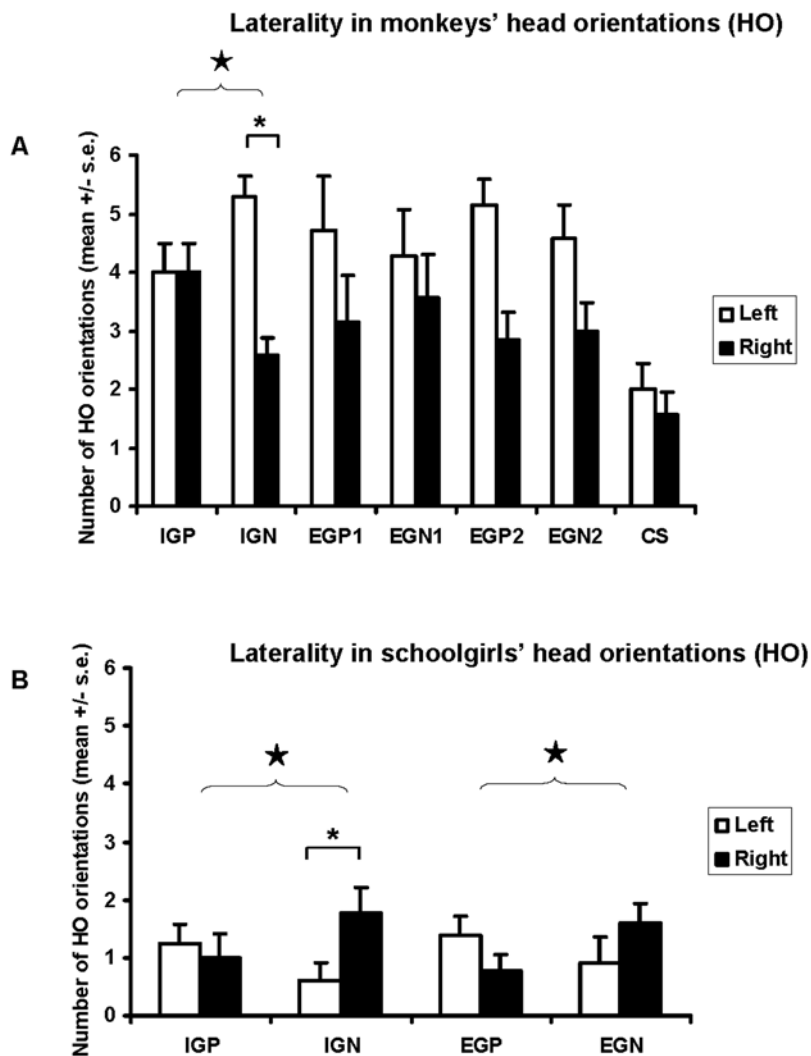 Laterality in monkeys' head orientations (HO)
★
*
A
Number of HO orientations (mean +/- s.e.)
6
5
4
3
2
1
0
IGP IGN EGP1 EGN1 EGP2 EGN2 CS
Left
Right
Laterality in schoolgirls' head orientations (HO)
B
★ ★
*
Number of HO orientations (mean +/- s.e.)
6
5
4
3
2
1
0
IGP IGN EGP EGN
Left
Right